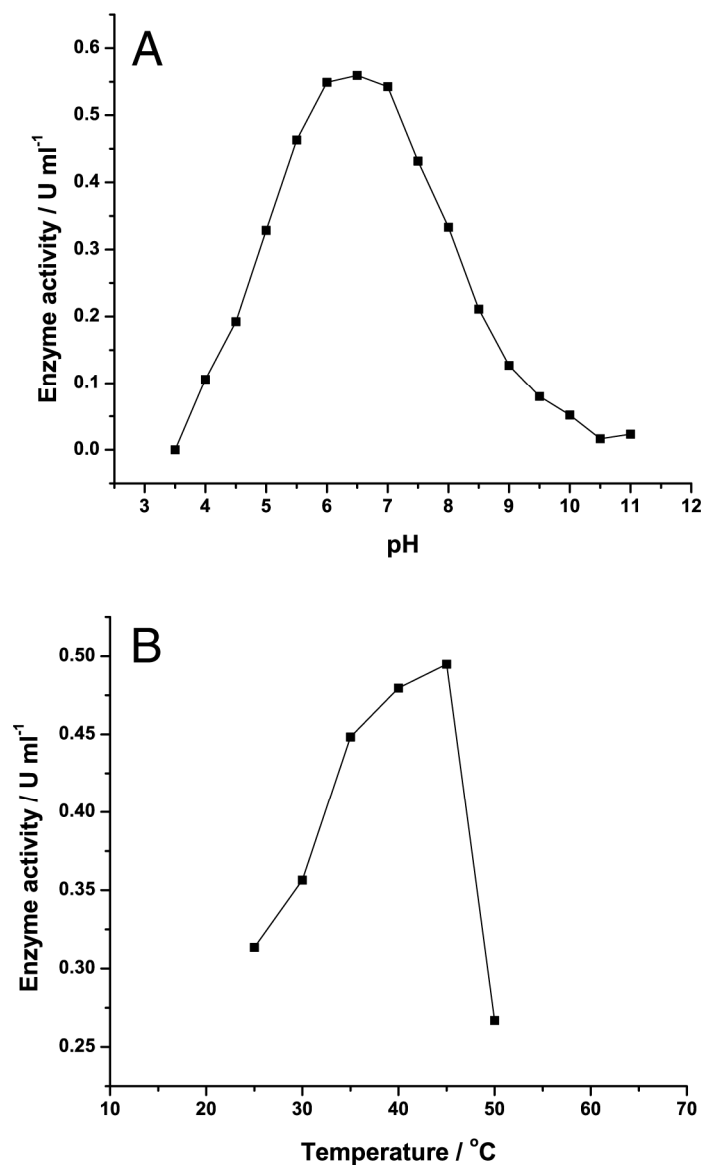 A
0.6
0.5
0.4
0.3
0.2
0.1
0.0
Enzyme activity / U ml⁻¹
3 4 5 6 7 8 9 10 11 12
pH
B
0.50
0.45
0.40
0.35
0.30
0.25
Enzyme activity / U ml⁻¹
10 20 30 40 50 60 70
Temperature / °C